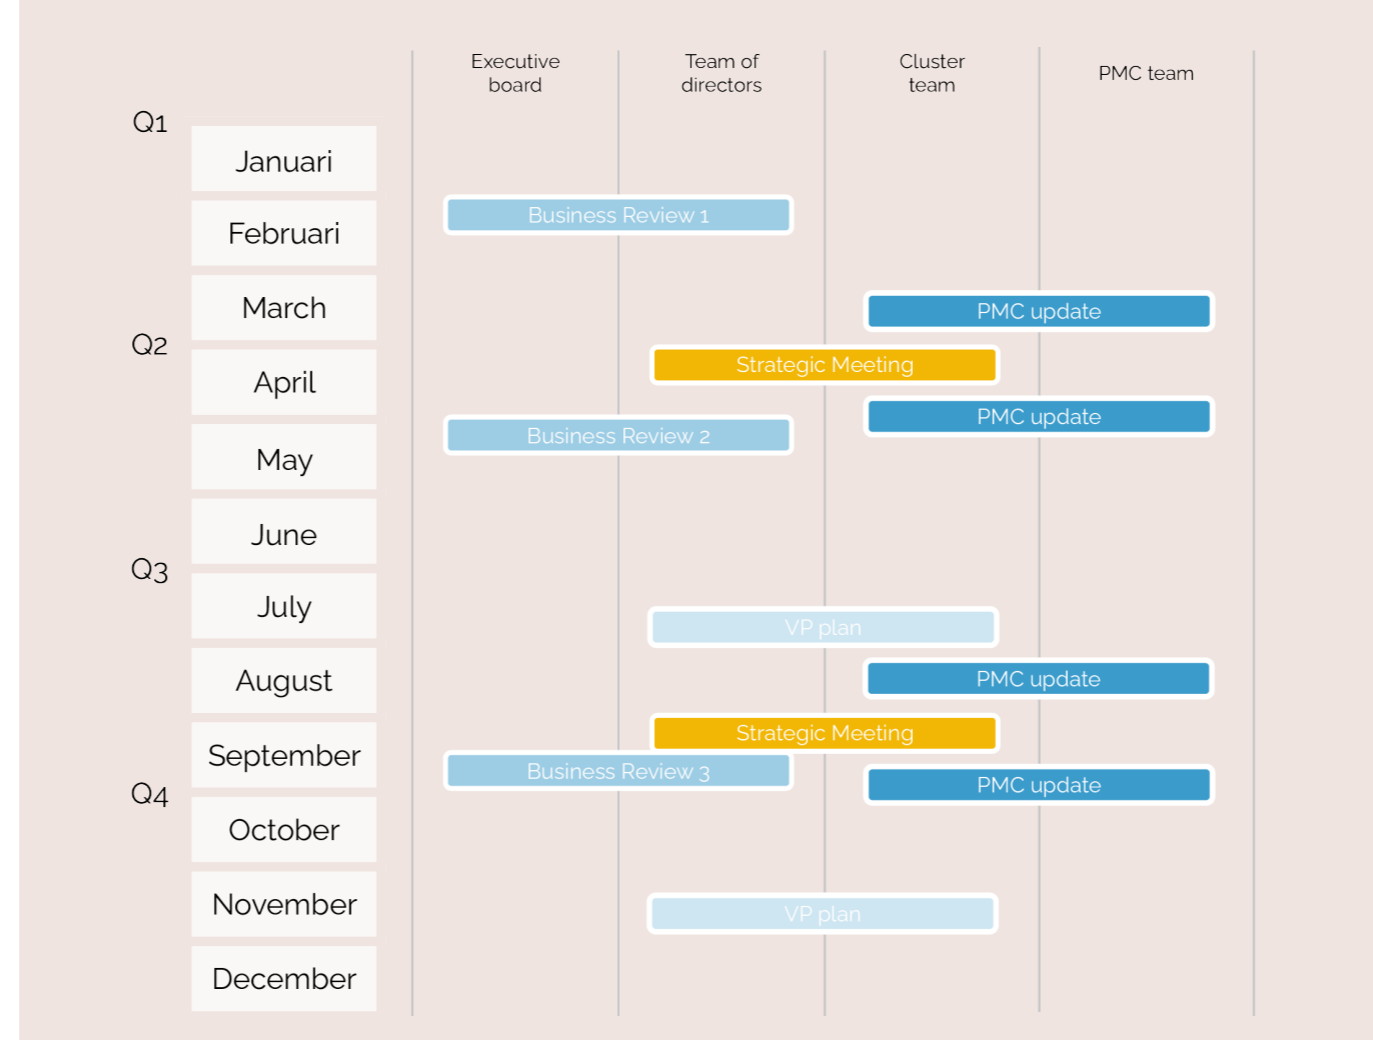 Executive
board
Team of
directors
Cluster
team
PMC team
Q1
Januari
Februari
Business Review 1
March
PMC update
Q2
Strategic Meeting
April
PMC update
Business Review 2
May
June
Q3
July
VP plan
August
PMC update
Strategic Meeting
September
Business Review 3
PMC update
Q4
October
November
VP plan
December